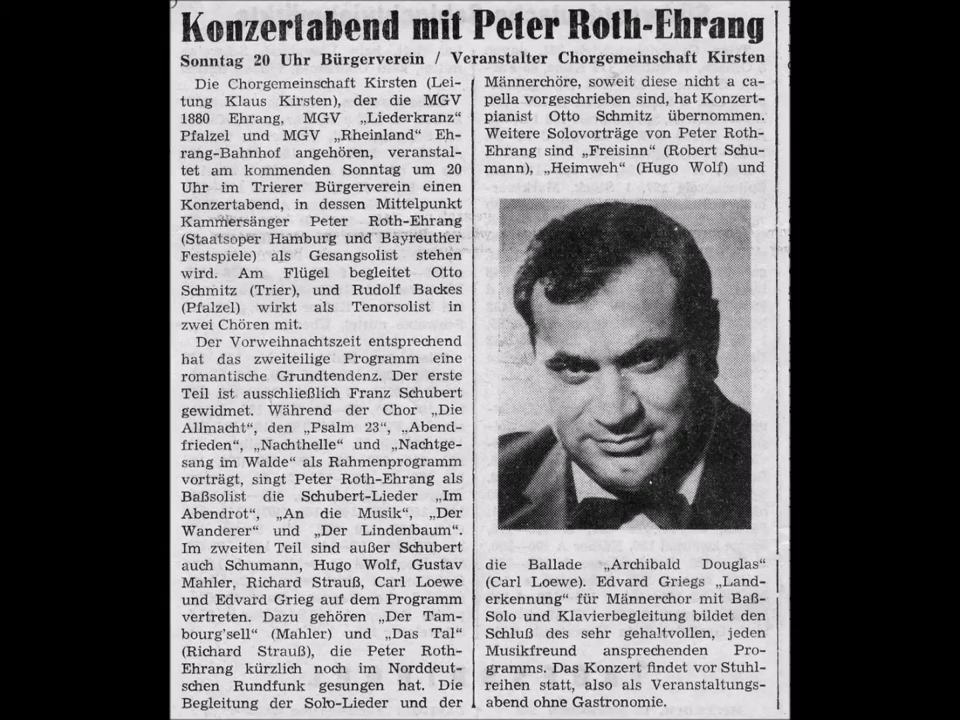 Konzertabend mit Peter Roth-Ehrang
Sonntag 20 Uhr Bürgerverein / Veranstalter Chorgemeinschaft Kirsten
Die Chorgemeinschaft Kirsten (Lei-
tung Klaus Kirsten), der die MGV
1880 Ehrang, MGV „Liederkranz“
Pfalzel und MGV „Rheinland“ Eh-
rang-Bahnhof angehören, veranstal-
tet am kommenden Sonntag um 20
Uhr im Trierer Bürgerverein einen
Konzertabend, in dessen Mittelpunkt
Kammersänger Peter Roth-Ehrang
(Staatsoper Hamburg und Bayreuther
Festspiele) als Gesangsolist stehen
wird. Am Flügel begleitet Otto
Schmitz (Trier), und Rudolf Backes
(Pfalzel) wirkt als Tenorsolist in
zwei Chören mit.
Der Vorweihnachtszeit entsprechend
hat das zweiteilige Programm eine
romantische Grundtendenz. Der erste
Teil ist ausschließlich Franz Schubert
gewidmet. Während der Chor „Die
Allmacht“, den „Psalm 23“, „Abend-
frieden“, „Nachthelle“ und „Nachtge-
sang im Walde“ als Rahmenprogramm
vorträgt, singt Peter Roth-Ehrang als
Baßsolist die Schubert-Lieder „Im
Abendrot“, „An die Musik“, „Der
Wanderer“ und „Der Lindenbaum“.
Im zweiten Teil sind außer Schubert
auch Schumann, Hugo Wolf, Gustav
Mahler, Richard Strauß, Carl Loewe
und Edvard Grieg auf dem Programm
vertreten. Dazu gehören „Der Tam-
bourg'sell“ (Mahler) und „Das Tal“
(Richard Strauß), die Peter Roth-
Ehrang kürzlich noch im Norddeut-
schen Rundfunk gesungen hat. Die
Begleitung der Solo-Lieder und der
Männerchöre, soweit diese nicht a ca-
pella vorgeschrieben sind, hat Konzert-
pianist Otto Schmitz übernommen.
Weitere Solovorträge von Peter Roth-
Ehrang sind „Freisinn“ (Robert Schu-
mann), „Heimweh“ (Hugo Wolf) und
die Ballade „Archibald Douglas“
(Carl Loewe). Edvard Griegs „Land-
erkennung“ für Männerchor mit Baß-
Solo und Klavierbegleitung bildet den
Schluß des sehr gehaltvollen, jeden
Musikfreund ansprechenden Pro-
gramms. Das Konzert findet vor Stuhl-
reihen statt, also als Veranstaltungs-
abend ohne Gastronomie.